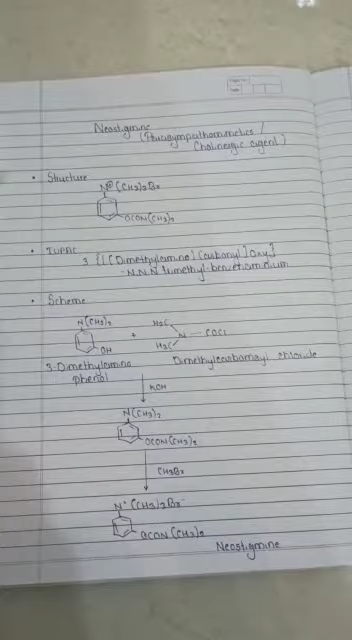 Neostigmine
(Parasympathomimetics /
Cholinergic agent)
• Structure
N⊕(CH3)3Br
OCON(CH3)2
• IUPAC
3 {[(Dimethylamino) Carbonyl] Oxy}
-N.N.N trimethyl-benzenaminium
• Scheme
N(CH3)2 + H3C N — COCl
OH H3C
3-Dimethylamino Dimethylcarbamoyl chloride
phenol
KOH
N(CH3)2
OCON(CH3)2
CH3Br
N+ (CH3)3Br-
OCON(CH3)2
Neostigmine